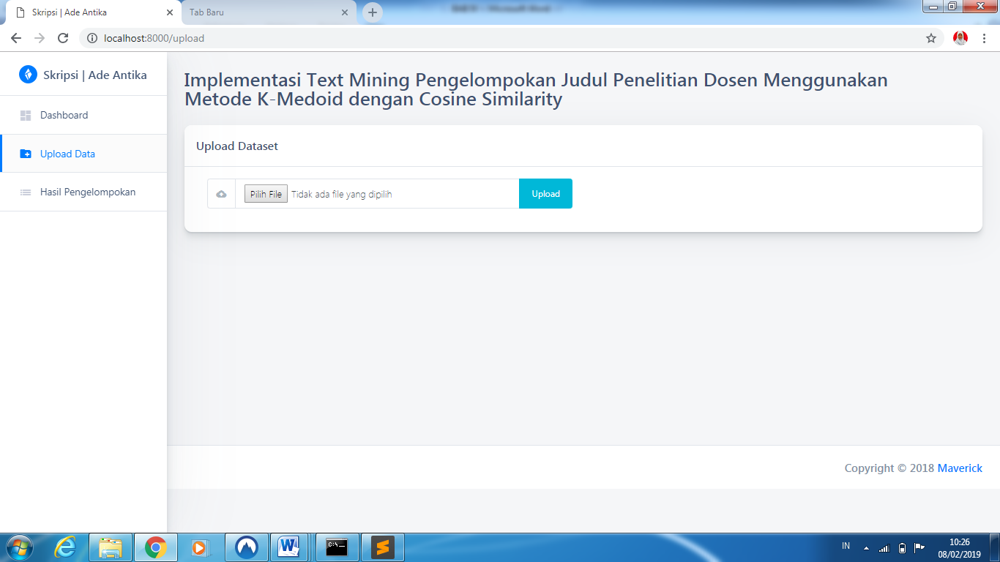 Skripsi | Ade Antika
Tab Baru
localhost:8000/upload
Skripsi | Ade Antika
Dashboard
Upload Data
Hasil Pengelompokan
Implementasi Text Mining Pengelompokan Judul Penelitian Dosen Menggunakan
Metode K-Medoid dengan Cosine Similarity
Upload Dataset
Pilih File Tidak ada file yang dipilih
Upload
Copyright © 2018 Maverick
IN
10:26
08/02/2019